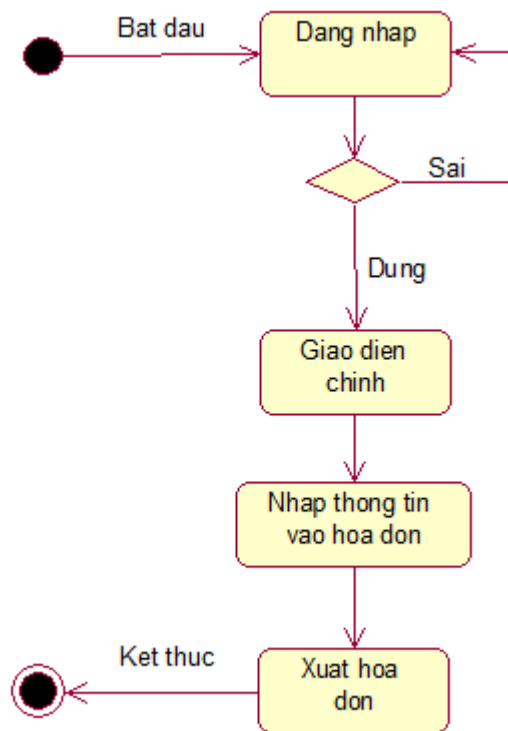 Bat dau
Dang nhap
Sai
Dung
Giao dien
chinh
Nhap thong tin
vao hoa don
Ket thuc
Xuat hoa
don